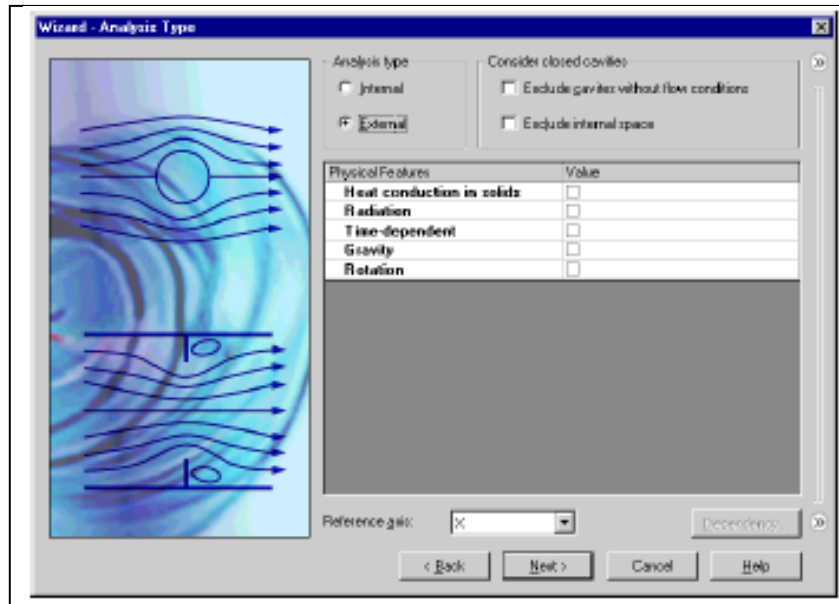 Wizard - Analysis Type
Analysis type
Internal
External
Consider closed cavities
Exclude cavities without flow conditions
Exclude internal space
Physical Features Value
Heat conduction in solids
Radiation
Time-dependent
Gravity
Rotation
Reference axis: X
Dependency...
< Back Next > Cancel Help